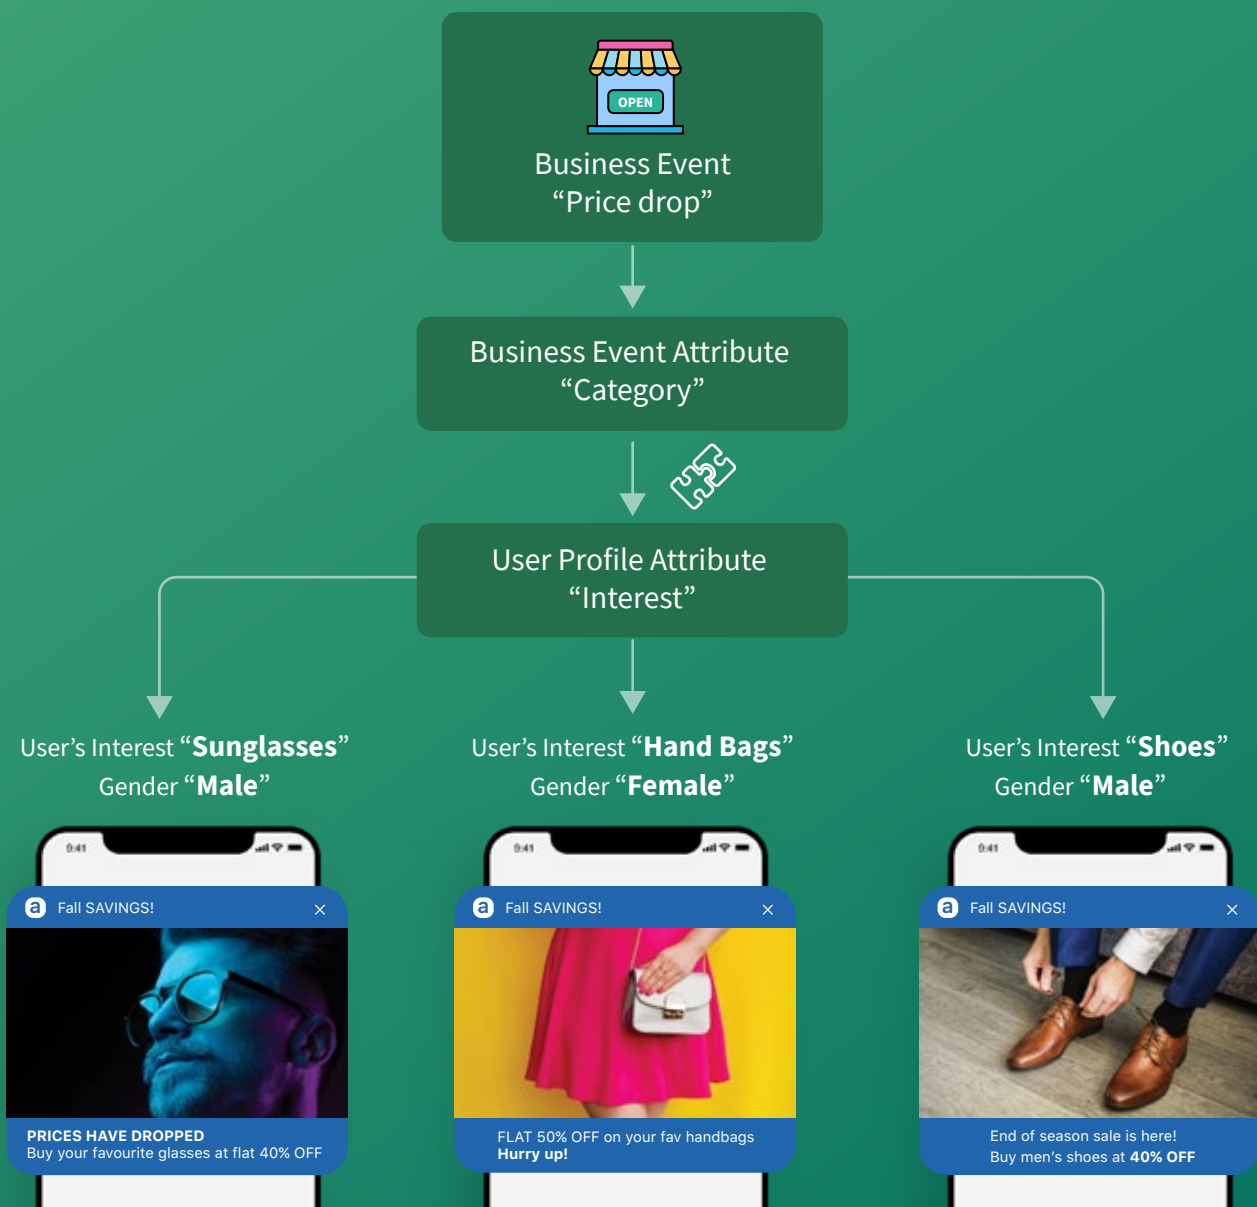 OPEN
Business Event
“Price drop”
Business Event Attribute
“Category”
User Profile Attribute
“Interest”
User’s Interest “Sunglasses”
Gender “Male”
User’s Interest “Hand Bags”
Gender “Female”
User’s Interest “Shoes”
Gender “Male”
9:41
a Fall SAVINGS!
PRICES HAVE DROPPED
Buy your favourite glasses at flat 40% OFF
9:41
a Fall SAVINGS!
FLAT 50% OFF on your fav handbags
Hurry up!
9:41
a Fall SAVINGS!
End of season sale is here!
Buy men’s shoes at 40% OFF